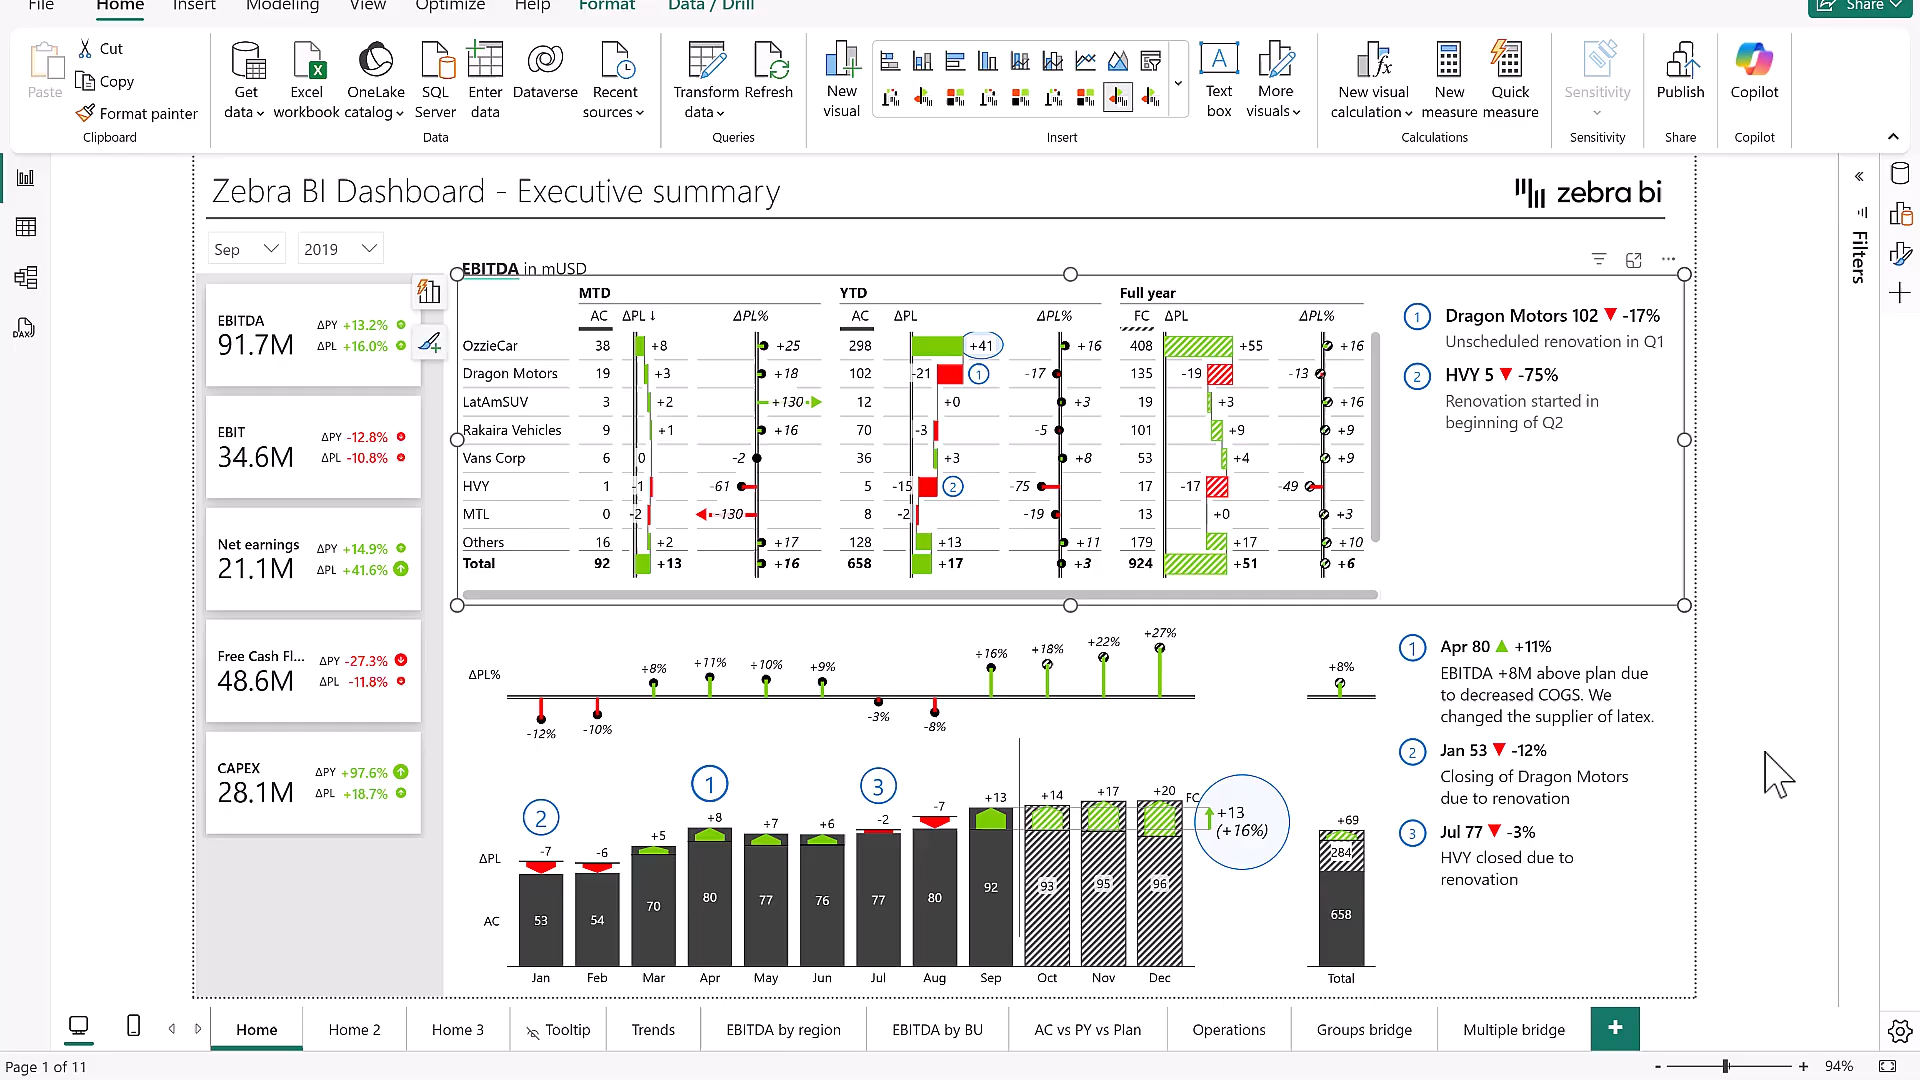 File Home Insert Modeling View Optimize Help Format Data / Drill Share
Paste
Cut
Copy
Format painter
Clipboard
Get data
Excel workbook
OneLake catalog
SQL Server
Enter data
Dataverse
Recent sources
Data
Transform data
Refresh
Queries
New visual
Text box
More visuals
Insert
New visual calculation
New measure
Quick measure
Calculations
Sensitivity
Sensitivity
Publish
Share
Copilot
Copilot
Zebra BI Dashboard - Executive summary
zebra bi
Sep 2019
Filters
EBITDA
91.7M
ΔPY +13.2%
ΔPL +16.0%
EBIT
34.6M
ΔPY -12.8%
ΔPL -10.8%
Net earnings
21.1M
ΔPY +14.9%
ΔPL +41.6%
Free Cash Fl...
48.6M
ΔPY -27.3%
ΔPL -11.8%
CAPEX
28.1M
ΔPY +97.6%
ΔPL +18.7%
EBITDA in mUSD
MTD YTD Full year
AC ΔPL ↓ ΔPL% AC ΔPL ΔPL% FC ΔPL ΔPL%
OzzieCar 38 +8 +25 298 +41 +16 408 +55 +16
Dragon Motors 19 +3 +18 102 -21 1 -17 135 -19 -13
LatAmSUV 3 +2 +130 12 +0 +3 19 +3 +16
Rakaira Vehicles 9 +1 +16 70 -3 -5 101 +9 +9
Vans Corp 6 0 -2 36 +3 +8 53 +4 +9
HVY 1 -1 -61 5 -15 2 -75 17 -17 -49
MTL 0 -2 -130 8 -2 -19 13 +0 +3
Others 16 +2 +17 128 +13 +11 179 +17 +10
Total 92 +13 +16 658 +17 +3 924 +51 +6
1 Dragon Motors 102 ▼ -17%
Unscheduled renovation in Q1
2 HVY 5 ▼ -75%
Renovation started in
beginning of Q2
ΔPL% -12% -10% +8% +11% +10% +9% -3% -8% +16% +18% +22% +27% +8%
2 1 3
ΔPL -7 -6 +5 +8 +7 +6 -2 -7 +13 +14 +17 +20 FC +69
+13
(+16%)
AC 53 54 70 80 77 76 77 80 92 93 95 96 284
658
Jan Feb Mar Apr May Jun Jul Aug Sep Oct Nov Dec Total
1 Apr 80 ▲ +11%
EBITDA +8M above plan due
to decreased COGS. We
changed the supplier of latex.
2 Jan 53 ▼ -12%
Closing of Dragon Motors
due to renovation
3 Jul 77 ▼ -3%
HVY closed due to
renovation
Home Home 2 Home 3 Tooltip Trends EBITDA by region EBITDA by BU AC vs PY vs Plan Operations Groups bridge Multiple bridge +
Page 1 of 11
- + 94%